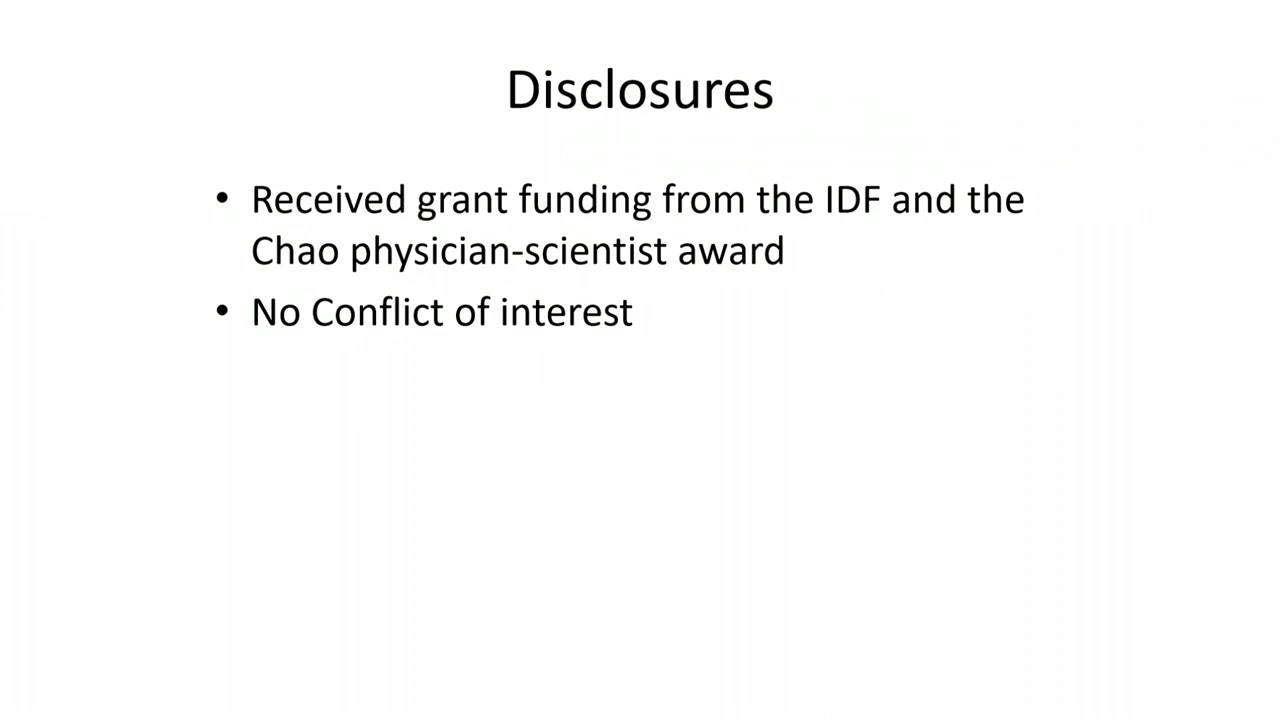 Disclosures
• Received grant funding from the IDF and the
Chao physician-scientist award
• No Conflict of interest